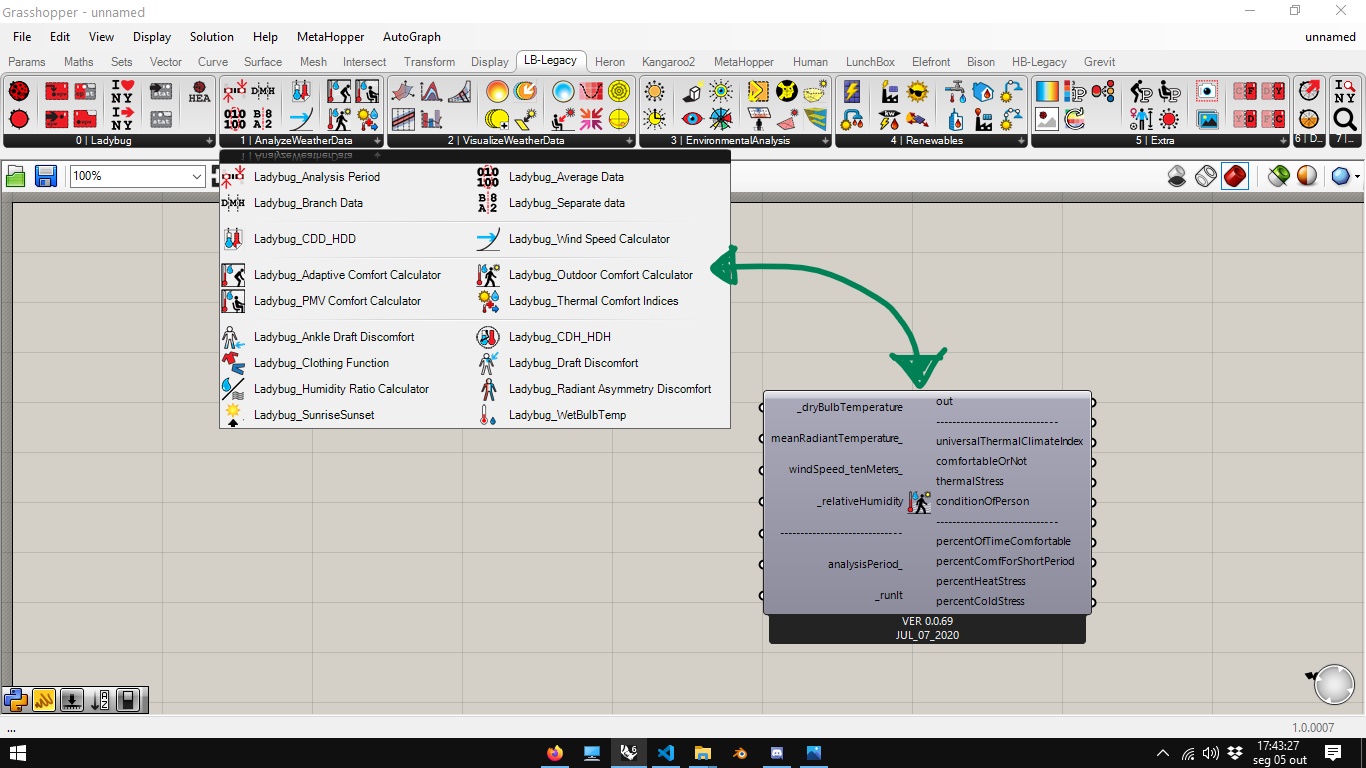 Grasshopper - unnamed
File Edit View Display Solution Help MetaHopper AutoGraph unnamed
Params Maths Sets Vector Curve Surface Mesh Intersect Transform Display LB-Legacy Heron Kangaroo2 MetaHopper Human LunchBox Elefront Bison HB-Legacy Grevit
0 | Ladybug 1 | AnalyzeWeatherData 2 | VisualizeWeatherData 3 | EnvironmentalAnalysis 4 | Renewables 5 | Extra 6 | D... 7 |...
100%
Ladybug_Analysis Period Ladybug_Average Data
Ladybug_Branch Data Ladybug_Separate data
Ladybug_CDD_HDD Ladybug_Wind Speed Calculator
Ladybug_Adaptive Comfort Calculator Ladybug_Outdoor Comfort Calculator
Ladybug_PMV Comfort Calculator Ladybug_Thermal Comfort Indices
Ladybug_Ankle Draft Discomfort Ladybug_CDH_HDH
Ladybug_Clothing Function Ladybug_Draft Discomfort
Ladybug_Humidity Ratio Calculator Ladybug_Radiant Asymmetry Discomfort
Ladybug_SunriseSunset Ladybug_WetBulbTemp
_dryBulbTemperature
meanRadiantTemperature_
windSpeed_tenMeters_
_relativeHumidity
------------------------------
analysisPeriod_
_runIt
out
------------------------------
universalThermalClimateIndex
comfortableOrNot
thermalStress
conditionOfPerson
------------------------------
percentOfTimeComfortable
percentComfForShortPeriod
percentHeatStress
percentColdStress
VER 0.0.69
JUL_07_2020
...
1.0.0007
17:43:27
seg 05 out